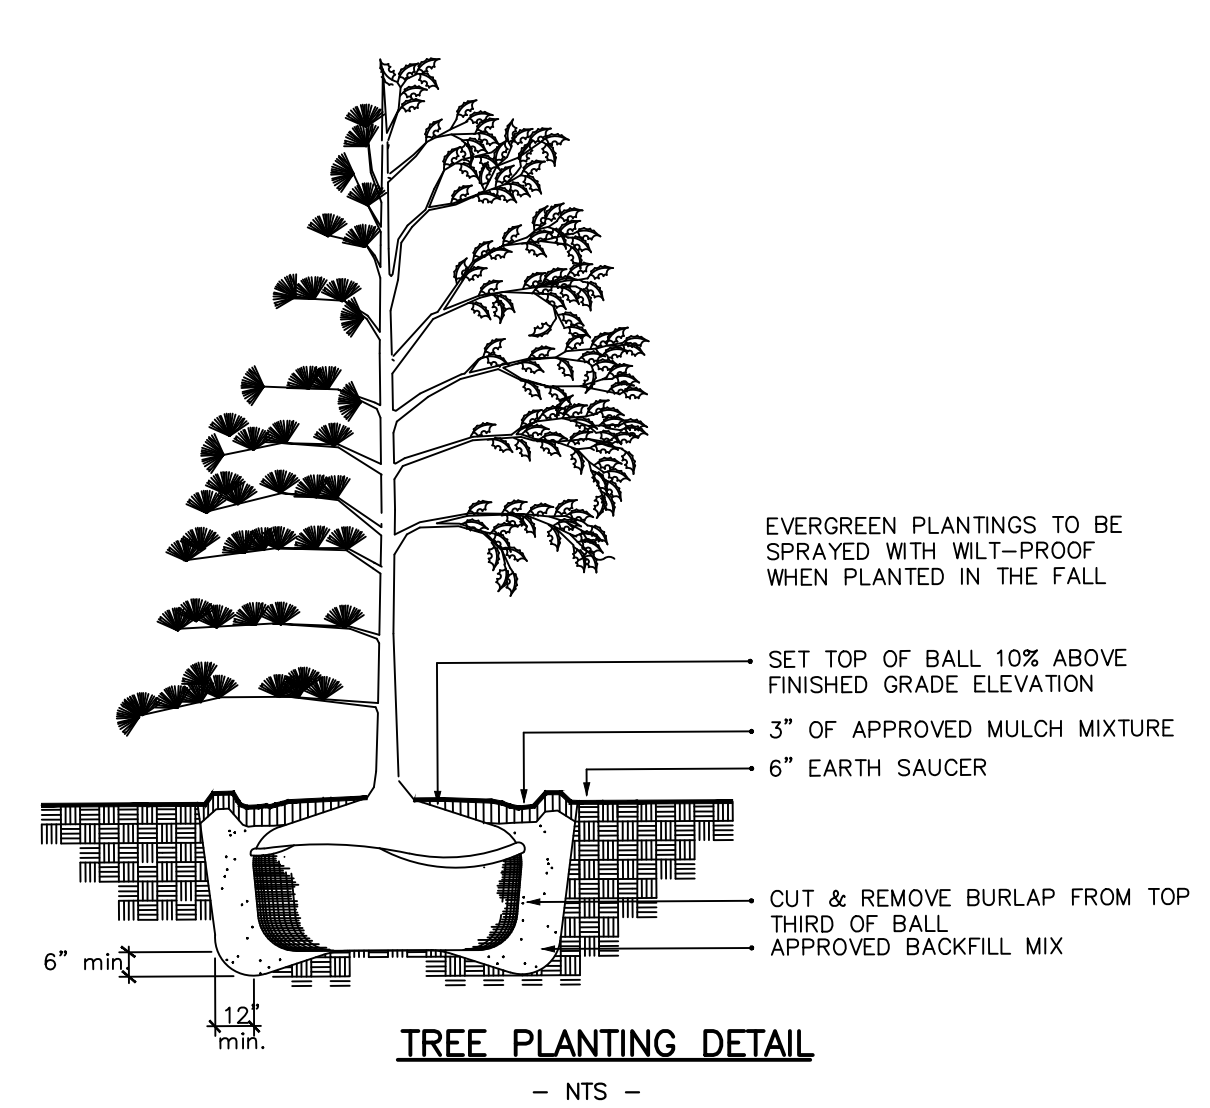 EVERGREEN PLANTINGS TO BE
SPRAYED WITH WILT-PROOF
WHEN PLANTED IN THE FALL
SET TOP OF BALL 10% ABOVE
FINISHED GRADE ELEVATION
3" OF APPROVED MULCH MIXTURE
6" EARTH SAUCER
CUT & REMOVE BURLAP FROM TOP
THIRD OF BALL
APPROVED BACKFILL MIX
6" min.
12"
min.
TREE PLANTING DETAIL
- NTS -